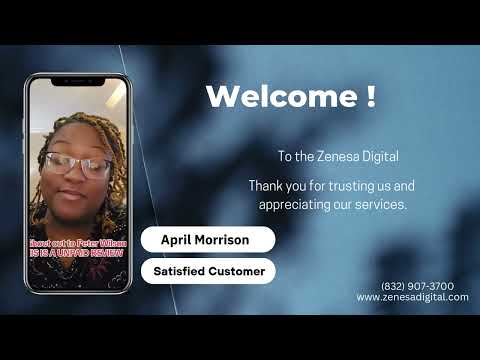 Welcome !
To the Zenesa Digital
Thank you for trusting us and
appreciating our services.
Shout out to Peter Wilson
IS IS A UNPAID REVIEW
April Morrison
Satisfied Customer
(832) 907-3700
www.zenesadigital.com